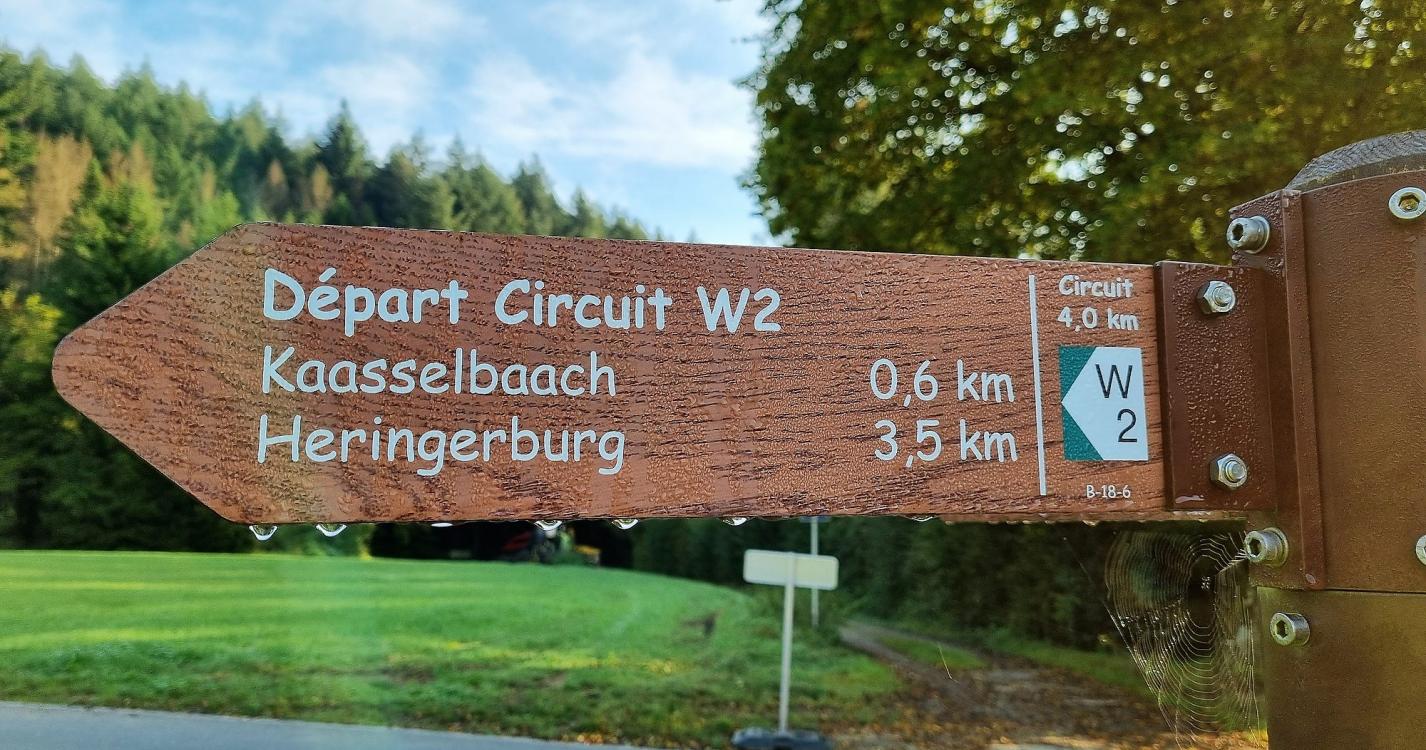 Départ Circuit W2
Kaasselbaach 0,6 km
Heringerburg 3,5 km
Circuit
4,0 km
W
2
B-18-6